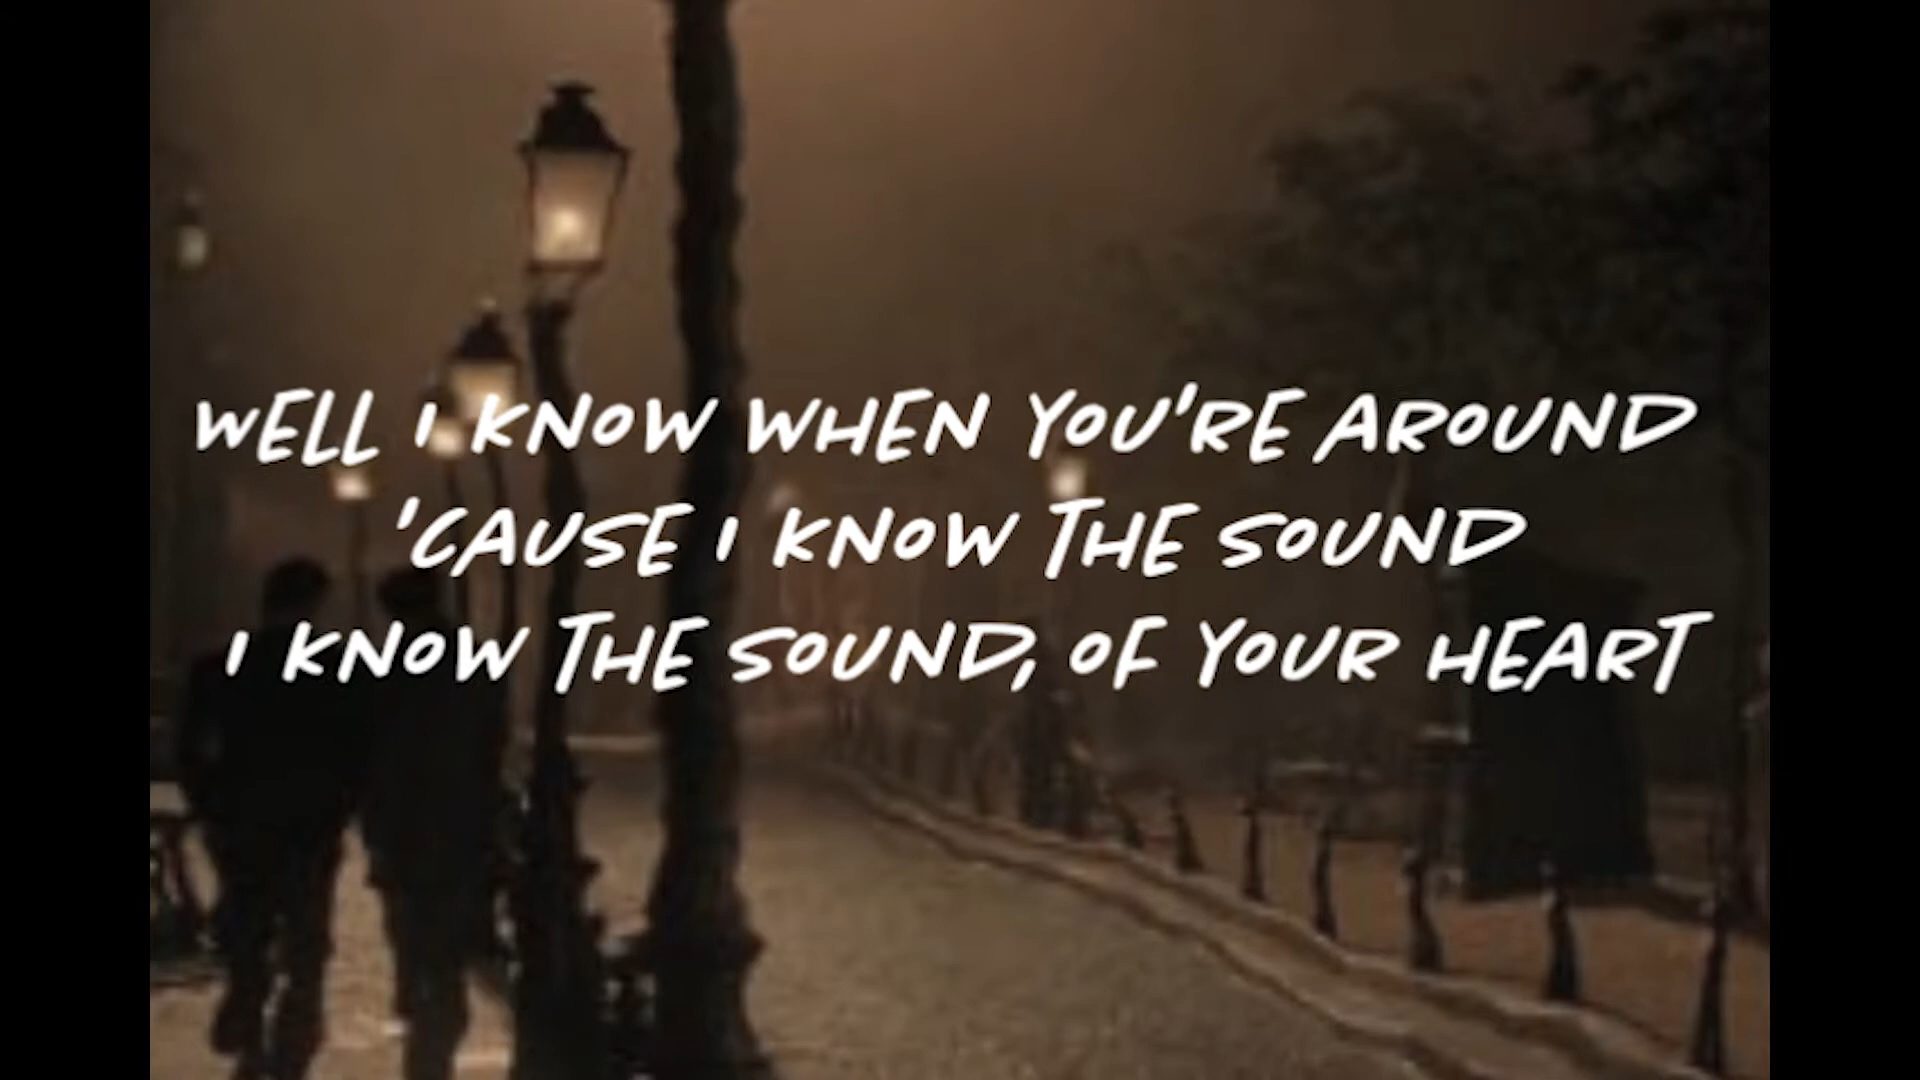 WELL I KNOW WHEN YOU'RE AROUND
'CAUSE I KNOW THE SOUND
I KNOW THE SOUND, OF YOUR HEART